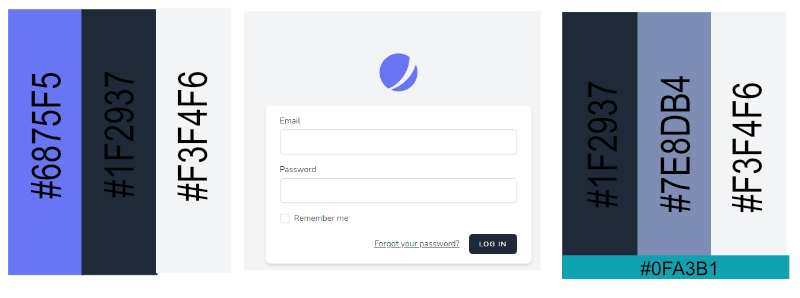 #6875F5
#1F2937
#F3F4F6
Email
Password
Remember me
Forgot your password?
LOG IN
#1F2937
#7E8DB4
#F3F4F6
#0FA3B1